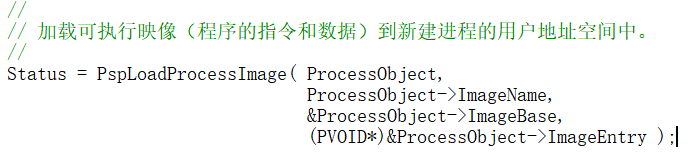 //
// 加载可执行映像（程序的指令和数据）到新建进程的用户地址空间中。
//
Status = PspLoadProcessImage( ProcessObject,
ProcessObject->ImageName,
&ProcessObject->ImageBase,
(PVOID*)&ProcessObject->ImageEntry );